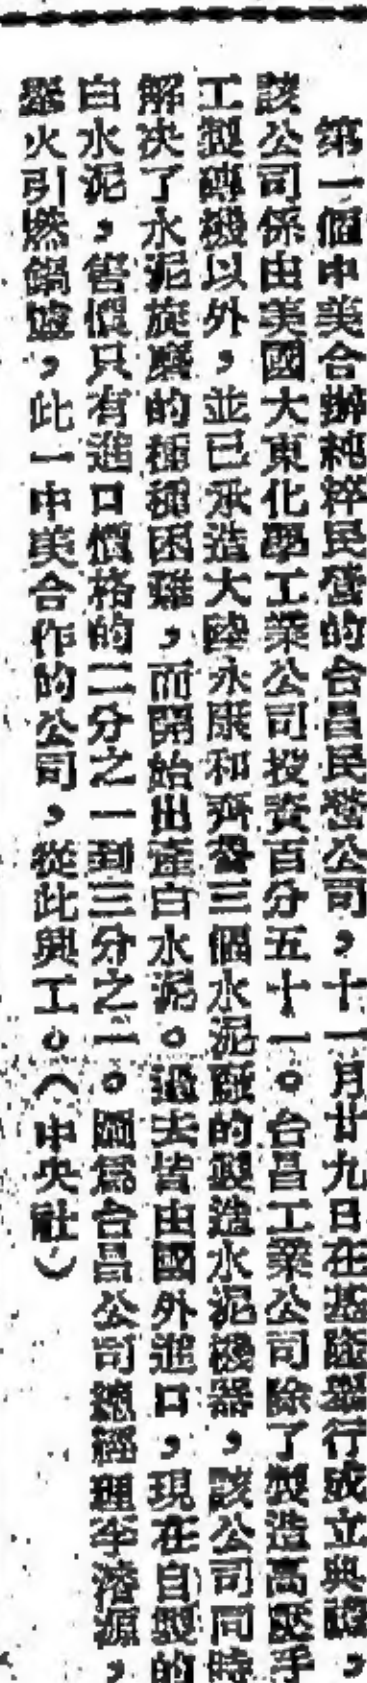 第一個中美合辦純粹民營的台昌民營公司,十一月廿九日在基隆舉行成立典禮,
該公司係由美國大東化學工業公司投資百分五十一。台昌工業公司除了製造高壓手
工製磚機以外,並已承造大陸永康和齊魯三個水泥廠的製造水泥機器,該公司同時
解決了水泥旋磨的種種困難,而開始出產白水泥。過去皆由國外進口,現在自製的
白水泥,售價只有進口價格的二分之一到三分之二。圖為台昌公司總經理李濬源,
舉火引燃鍋爐,此一中美合作的公司,從此興工。(中央社)